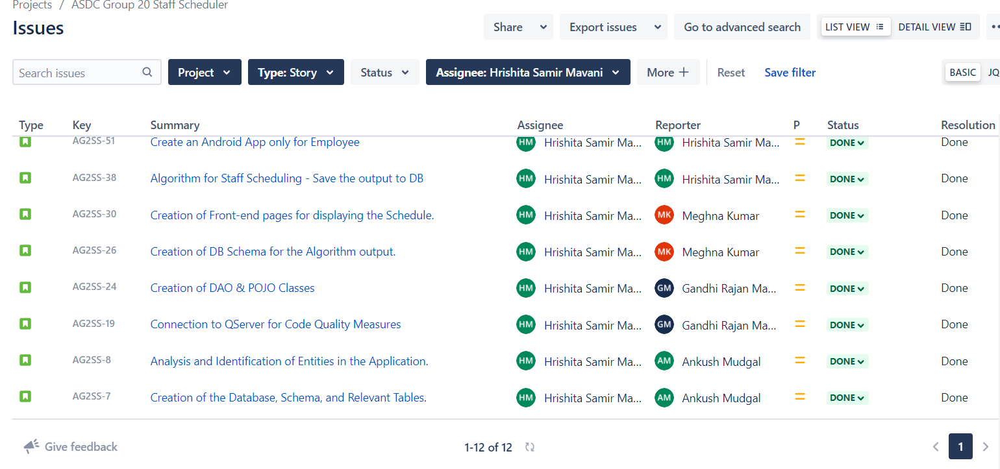 Projects / ASDC Group 20 Staff Scheduler
Issues
Share Export issues Go to advanced search LIST VIEW DETAIL VIEW
Search issues Project Type: Story Status Assignee: Hrishita Samir Mavani More + Reset Save filter BASIC JQ
Type Key Summary Assignee Reporter P Status Resolution
AG2SS-51 Create an Android App only for Employee HM Hrishita Samir Ma... HM Hrishita Samir Ma... DONE Done
AG2SS-38 Algorithm for Staff Scheduling - Save the output to DB HM Hrishita Samir Ma... HM Hrishita Samir Ma... DONE Done
AG2SS-30 Creation of Front-end pages for displaying the Schedule. HM Hrishita Samir Ma... MK Meghna Kumar DONE Done
AG2SS-26 Creation of DB Schema for the Algorithm output. HM Hrishita Samir Ma... MK Meghna Kumar DONE Done
AG2SS-24 Creation of DAO & POJO Classes HM Hrishita Samir Ma... GM Gandhi Rajan Ma... DONE Done
AG2SS-19 Connection to QServer for Code Quality Measures HM Hrishita Samir Ma... GM Gandhi Rajan Ma... DONE Done
AG2SS-8 Analysis and Identification of Entities in the Application. HM Hrishita Samir Ma... AM Ankush Mudgal DONE Done
AG2SS-7 Creation of the Database, Schema, and Relevant Tables. HM Hrishita Samir Ma... AM Ankush Mudgal DONE Done
Give feedback 1-12 of 12 1